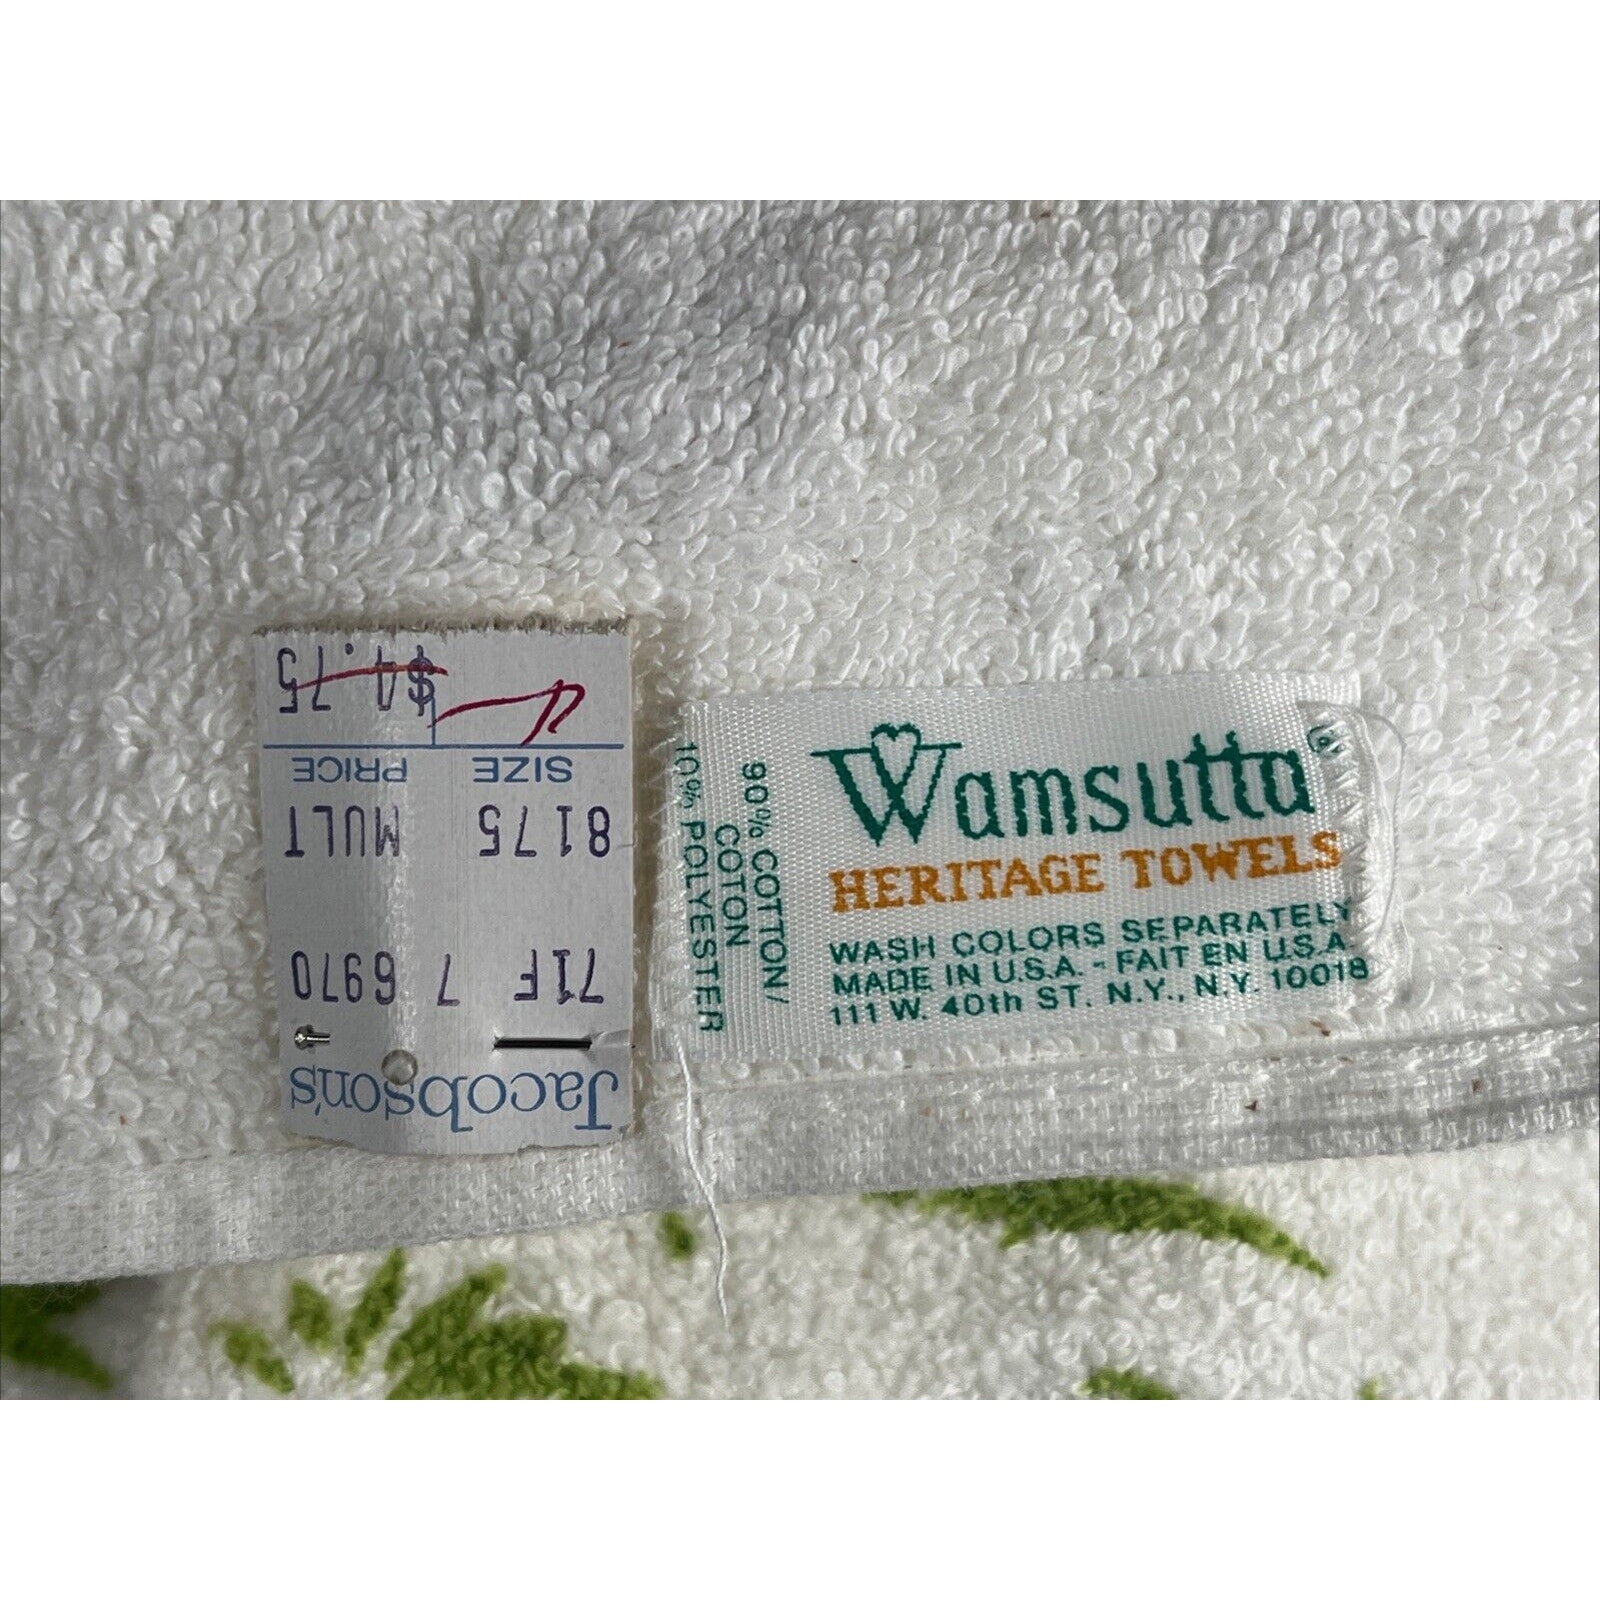 Jacobson's
71F 7 6970
8175 MULT
SIZE PRICE
$4.75
Wamsutta®
HERITAGE TOWELS
WASH COLORS SEPARATELY
MADE IN U.S.A. - FAIT EN U.S.A.
111 W. 40th ST. N.Y., N.Y. 10018
90% COTTON/
COTON
10% POLYESTER